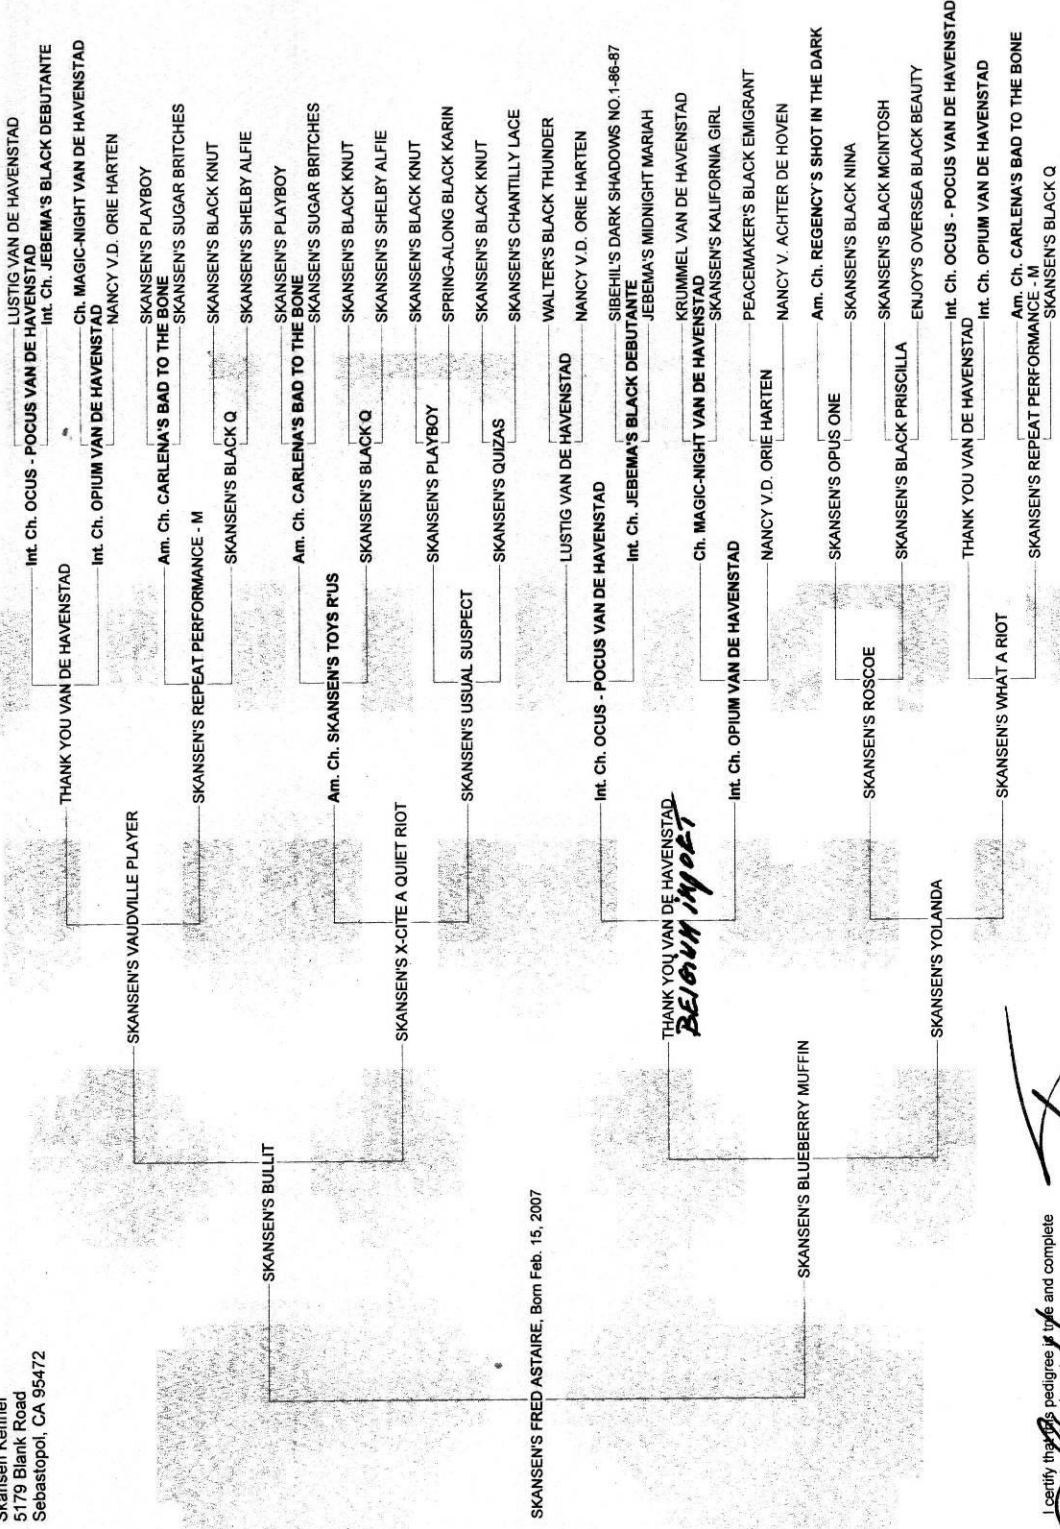 Skansen Kennel
5179 Blank Road
Sebastopol, CA 95472
SKANSEN'S FRED ASTAIRE, Born Feb. 15, 2007
SKANSEN'S BULLIT
SKANSEN'S BLUEBERRY MUFFIN
SKANSEN'S VAUDVILLE PLAYER
SKANSEN'S X-CITE A QUIET RIOT
THANK YOU VAN DE HAVENSTAD
BElGIUM IMPORT
SKANSEN'S YOLANDA
THANK YOU VAN DE HAVENSTAD
SKANSEN'S REPEAT PERFORMANCE - M
Am. Ch. SKANSEN'S TOYS R'US
SKANSEN'S USUAL SUSPECT
Int. Ch. OCUS - POCUS VAN DE HAVENSTAD
Int. Ch. OPIUM VAN DE HAVENSTAD
SKANSEN'S ROSCOE
SKANSEN'S WHAT A RIOT
Int. Ch. OCUS - POCUS VAN DE HAVENSTAD
Int. Ch. OPIUM VAN DE HAVENSTAD
Am. Ch. CARLENA'S BAD TO THE BONE
SKANSEN'S BLACK Q
Am. Ch. CARLENA'S BAD TO THE BONE
SKANSEN'S BLACK Q
SKANSEN'S PLAYBOY
SKANSEN'S QUIZAS
LUSTIG VAN DE HAVENSTAD
Int. Ch. JEBEMA'S BLACK DEBUTANTE
Ch. MAGIC-NIGHT VAN DE HAVENSTAD
NANCY V.D. ORIE HARTEN
SKANSEN'S OPUS ONE
SKANSEN'S BLACK PRISCILLA
THANK YOU VAN DE HAVENSTAD
SKANSEN'S REPEAT PERFORMANCE - M
LUSTIG VAN DE HAVENSTAD
Int. Ch. JEBEMA'S BLACK DEBUTANTE
Ch. MAGIC-NIGHT VAN DE HAVENSTAD
NANCY V.D. ORIE HARTEN
SKANSEN'S PLAYBOY
SKANSEN'S SUGAR BRITCHES
SKANSEN'S BLACK KNUT
SKANSEN'S SHELBY ALFIE
SKANSEN'S PLAYBOY
SKANSEN'S SUGAR BRITCHES
SKANSEN'S BLACK KNUT
SKANSEN'S SHELBY ALFIE
SKANSEN'S BLACK KNUT
SPRING-ALONG BLACK KARIN
SKANSEN'S BLACK KNUT
SKANSEN'S CHANTILLY LACE
WALTER'S BLACK THUNDER
NANCY V.D. ORIE HARTEN
SIBEHIL'S DARK SHADOWS NO.1-86-87
JEBEMA'S MIDNIGHT MARIAH
KRUMMEL VAN DE HAVENSTAD
SKANSEN'S KALIFORNIA GIRL
PEACEMAKER'S BLACK EMIGRANT
NANCY V. ACHTER DE HOVEN
Am. Ch. REGENCY'S SHOT IN THE DARK
SKANSEN'S BLACK NINA
SKANSEN'S BLACK MCINTOSH
ENJOY'S OVERSEA BLACK BEAUTY
Int. Ch. OCUS - POCUS VAN DE HAVENSTAD
Int. Ch. OPIUM VAN DE HAVENSTAD
Am. Ch. CARLENA'S BAD TO THE BONE
SKANSEN'S BLACK Q
I certify that this pedigree is true and complete